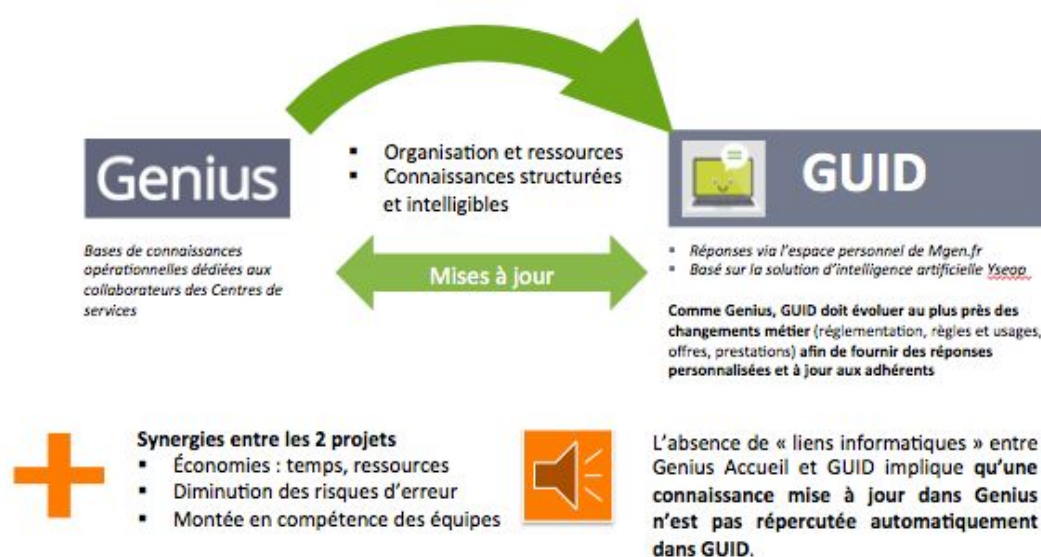 Genius
Organisation et ressources
Connaissances structurées
et intelligibles
GUID
Bases de connaissances
opérationnelles dédiées aux
collaborateurs des Centres de
services
Mises à jour
Réponses via l'espace personnel de Mgen.fr
Basé sur la solution d'intelligence artificielle Yseop
Comme Genius, GUID doit évoluer au plus près des
changements métier (réglementation, règles et usages,
offres, prestations) afin de fournir des réponses
personnalisées et à jour aux adhérents
Synergies entre les 2 projets
Économies : temps, ressources
Diminution des risques d'erreur
Montée en compétence des équipes
L'absence de « liens informatiques » entre
Genius Accueil et GUID implique qu'une
connaissance mise à jour dans Genius
n'est pas répercutée automatiquement
dans GUID.